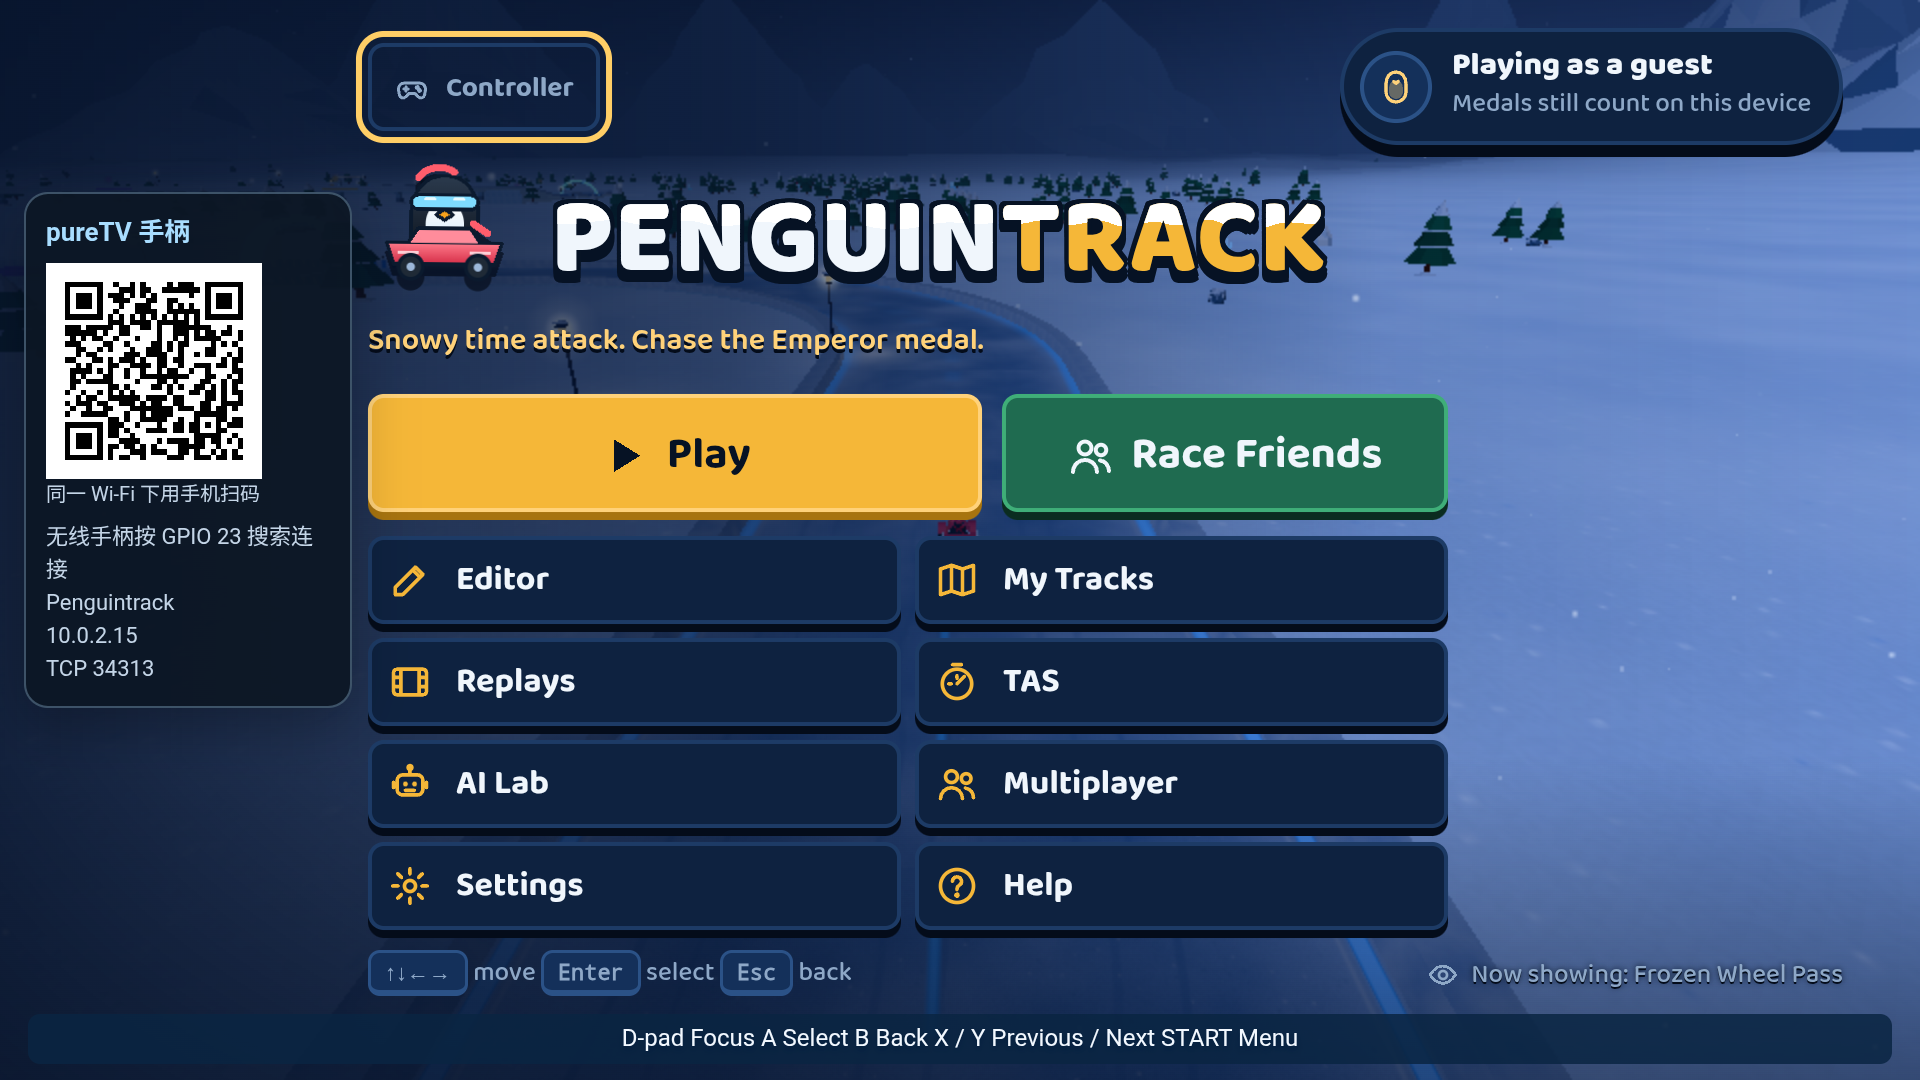 Controller
Playing as a guest
Medals still count on this device
pureTV 手柄
同一 Wi-Fi 下用手机扫码
无线手柄按 GPIO 23 搜索连
接
Penguintrack
10.0.2.15
TCP 34313
PENGUINTRACK
Snowy time attack. Chase the Emperor medal.
Play
Race Friends
Editor
My Tracks
Replays
TAS
AI Lab
Multiplayer
Settings
Help
↑↓←→ move Enter select Esc back
Now showing: Frozen Wheel Pass
D-pad Focus A Select B Back X / Y Previous / Next START Menu